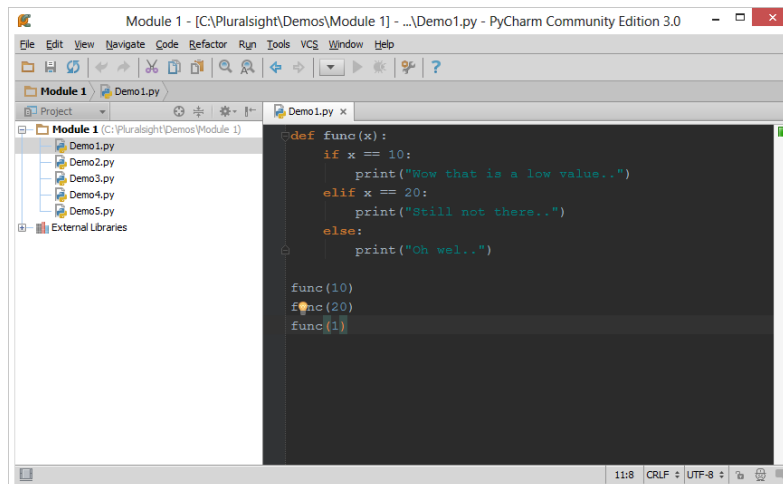 Module 1 - [C:\Pluralsight\Demos\Module 1] - ...\Demo1.py - PyCharm Community Edition 3.0
File Edit View Navigate Code Refactor Run Tools VCS Window Help
Module 1 Demo1.py
Project
Demo1.py
Module 1 (C:\Pluralsight\Demos\Module 1)
Demo1.py
Demo2.py
Demo3.py
Demo4.py
Demo5.py
External Libraries
def func(x):
    if x == 10:
        print("Wow that is a low value..")
    elif x == 20:
        print("Still not there..")
    else:
        print("Oh wel..")
func(10)
func(20)
func(1)
11:8 CRLF UTF-8